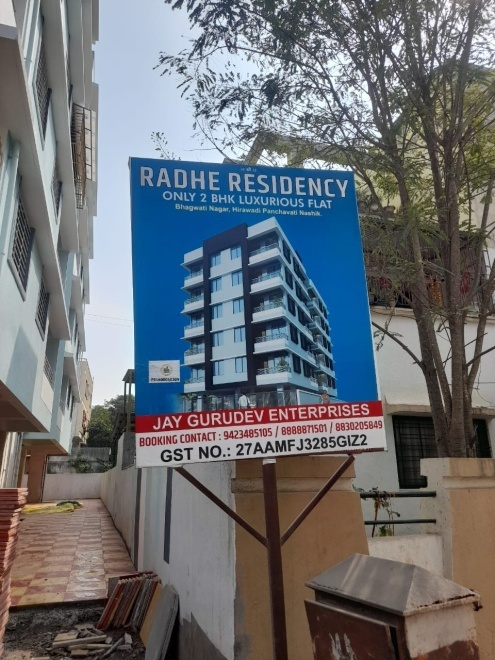 RADHE RESIDENCY
ONLY 2 BHK LUXURIOUS FLAT
Bhagwati Nagar, Hirawadi Panchavati Nashik.
JAY GURUDEV ENTERPRISES
BOOKING CONTACT : 9423485105 / 8888871501 / 8830205849
GST NO.: 27AAMFJ3285GIZ2